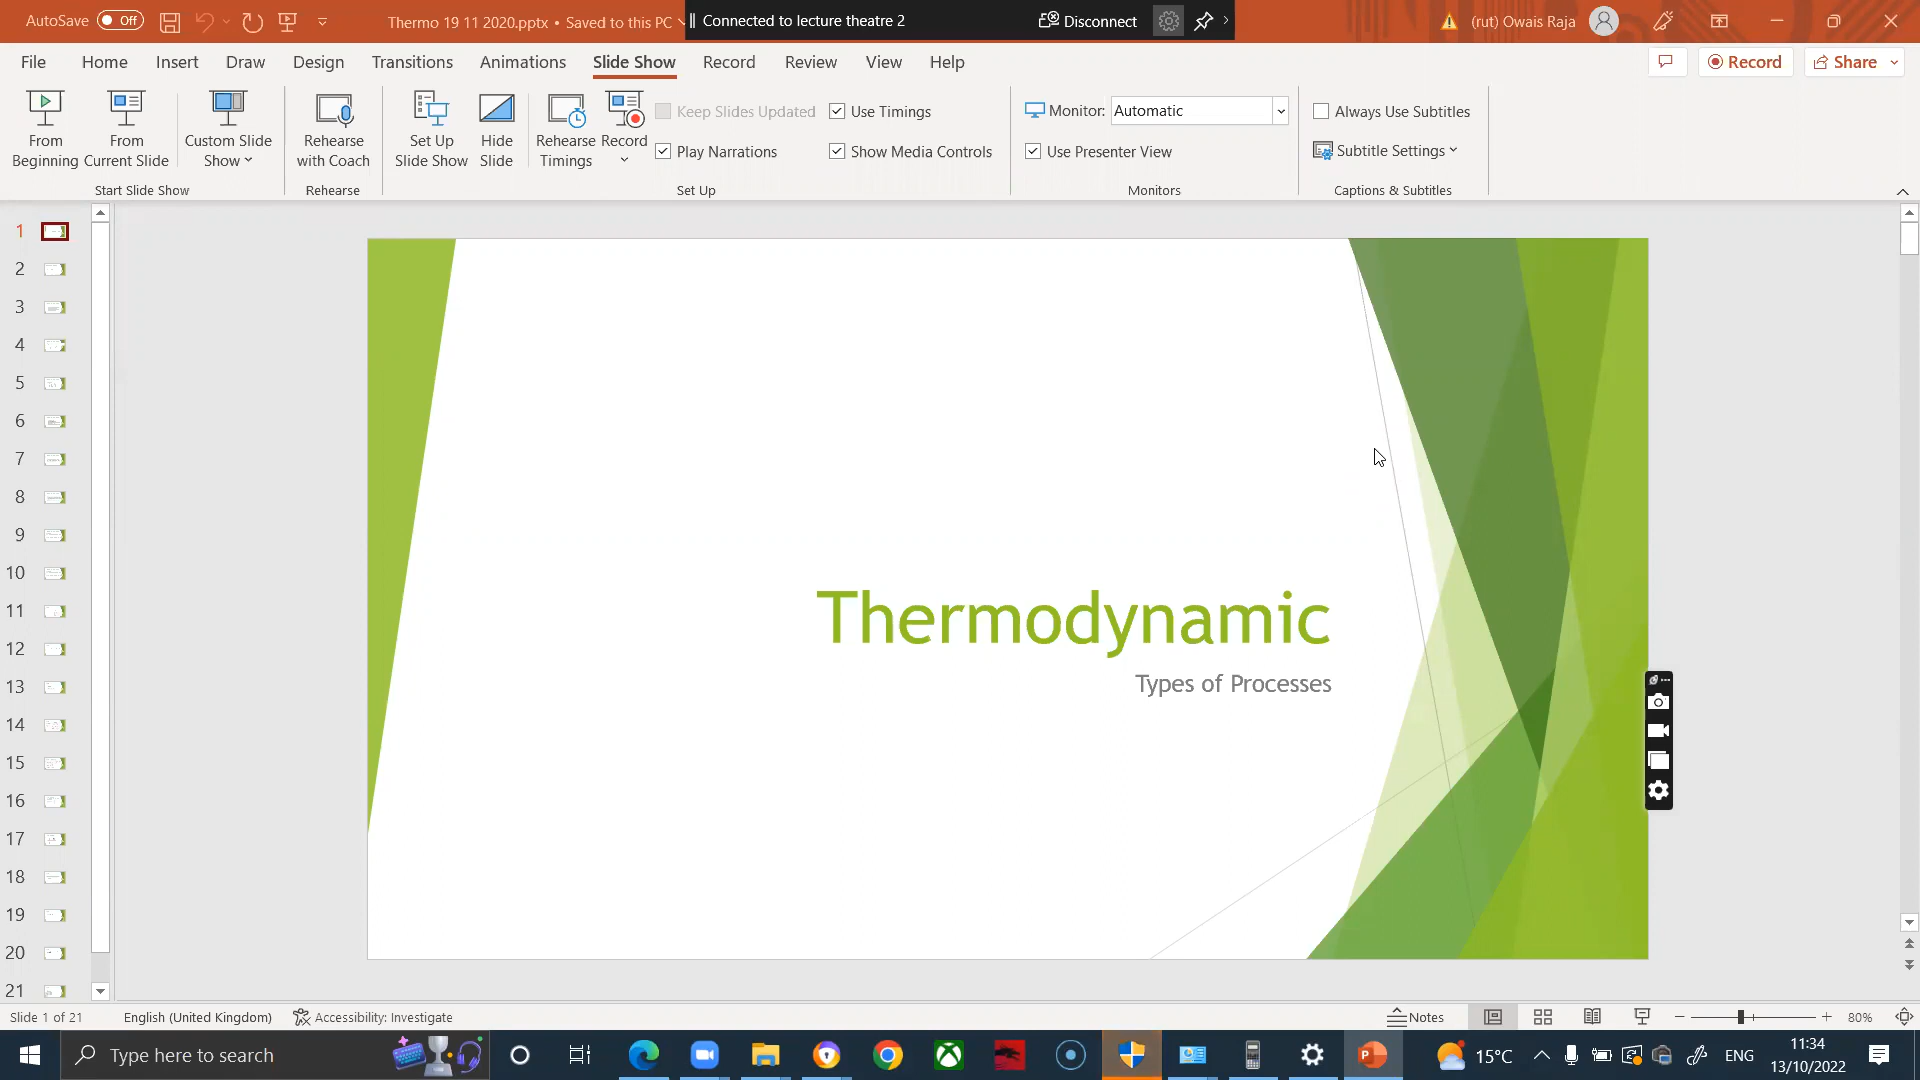 AutoSave Off Thermo 19 11 2020.pptx • Saved to this PC Connected to lecture theatre 2 Disconnect (rut) Owais Raja
File Home Insert Draw Design Transitions Animations Slide Show Record Review View Help Record Share
From Beginning
From Current Slide
Custom Slide Show
Rehearse with Coach
Set Up Slide Show
Hide Slide
Rehearse Timings
Record
Keep Slides Updated Use Timings
Play Narrations Show Media Controls
Monitor: Automatic
Use Presenter View
Always Use Subtitles
Subtitle Settings
Start Slide Show Rehearse Set Up Monitors Captions & Subtitles
1
2
3
4
5
6
7
8
9
10
11
12
13
14
15
16
17
18
19
20
21
Thermodynamic
Types of Processes
Slide 1 of 21 English (United Kingdom) Accessibility: Investigate Notes 80%
Type here to search 15°C ENG 11:34
13/10/2022